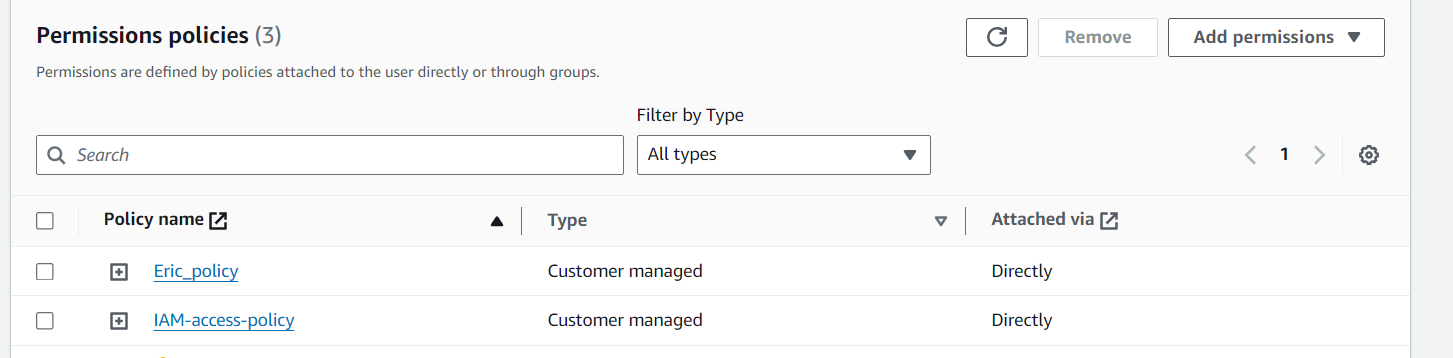 Permissions policies (3)
Remove
Add permissions
Permissions are defined by policies attached to the user directly or through groups.
Filter by Type
Search
All types
1
Policy name
Type
Attached via
Eric_policy
Customer managed
Directly
IAM-access-policy
Customer managed
Directly